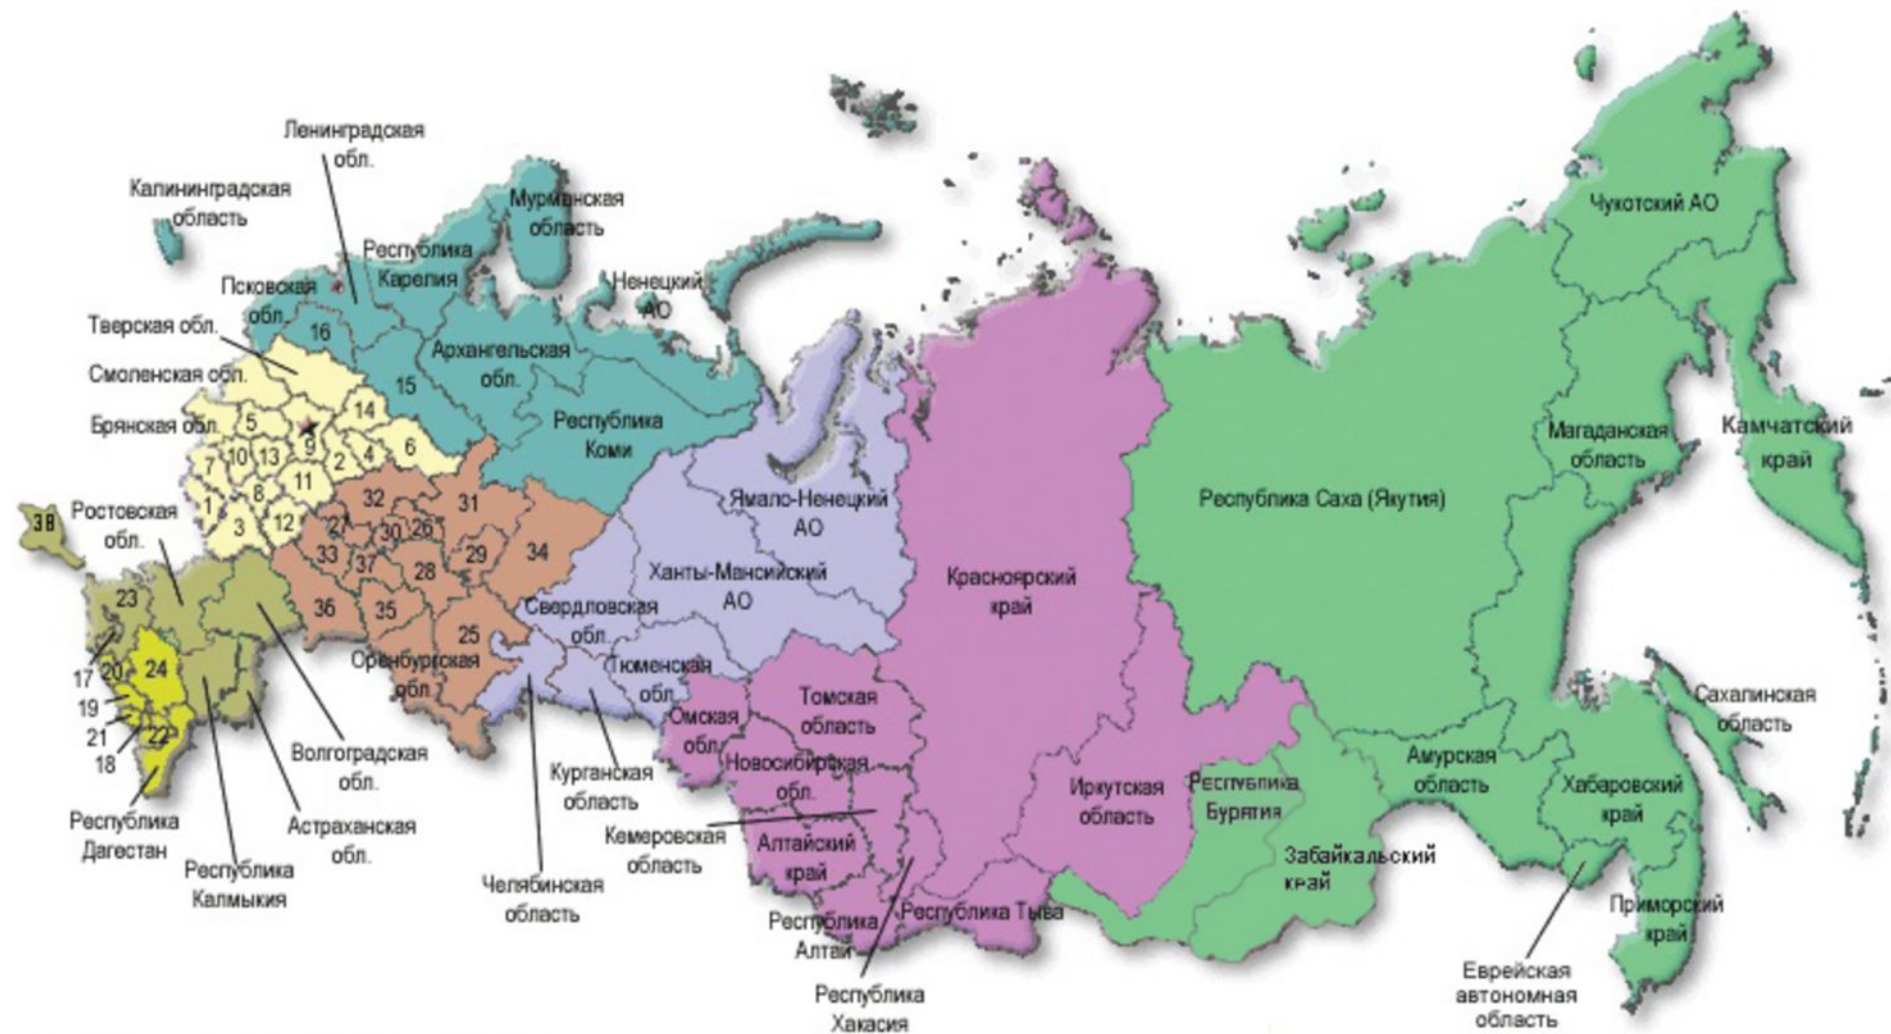 Ленинградская
обл.
Калининградская
область
Мурманская
область
Республика
Карелия
Ненецкий
АО
Псковская
обл.
Тверская обл.
16
Архангельская
обл.
Смоленская обл.
15
Республика
Коми
Брянская обл.
5
14
9
6
7
10
13
2
4
11
8
1
3
12
Ростовская
обл.
38
32
31
27
30
26
33
37
28
29
34
36
35
25
23
Ямало-Ненецкий
АО
Ханты-Мансийский
АО
Свердловская
обл.
Тюменская
обл.
Оренбургская
обл.
17
20
24
19
21
22
18
Республика
Дагестан
Республика
Калмыкия
Астраханская
обл.
Волгоградская
обл.
Челябинская
область
Курганская
область
Омская
обл.
Томская
область
Новосибирская
обл.
Кемеровская
область
Алтайский
край
Республика
Алтай
Республика
Хакасия
Республика Тыва
Красноярский
край
Иркутская
область
Республика
Бурятия
Забайкальский
край
Республика Саха (Якутия)
Чукотский АО
Магаданская
область
Камчатский
край
Сахалинская
область
Амурская
область
Хабаровский
край
Приморский
край
Еврейская
автономная
область